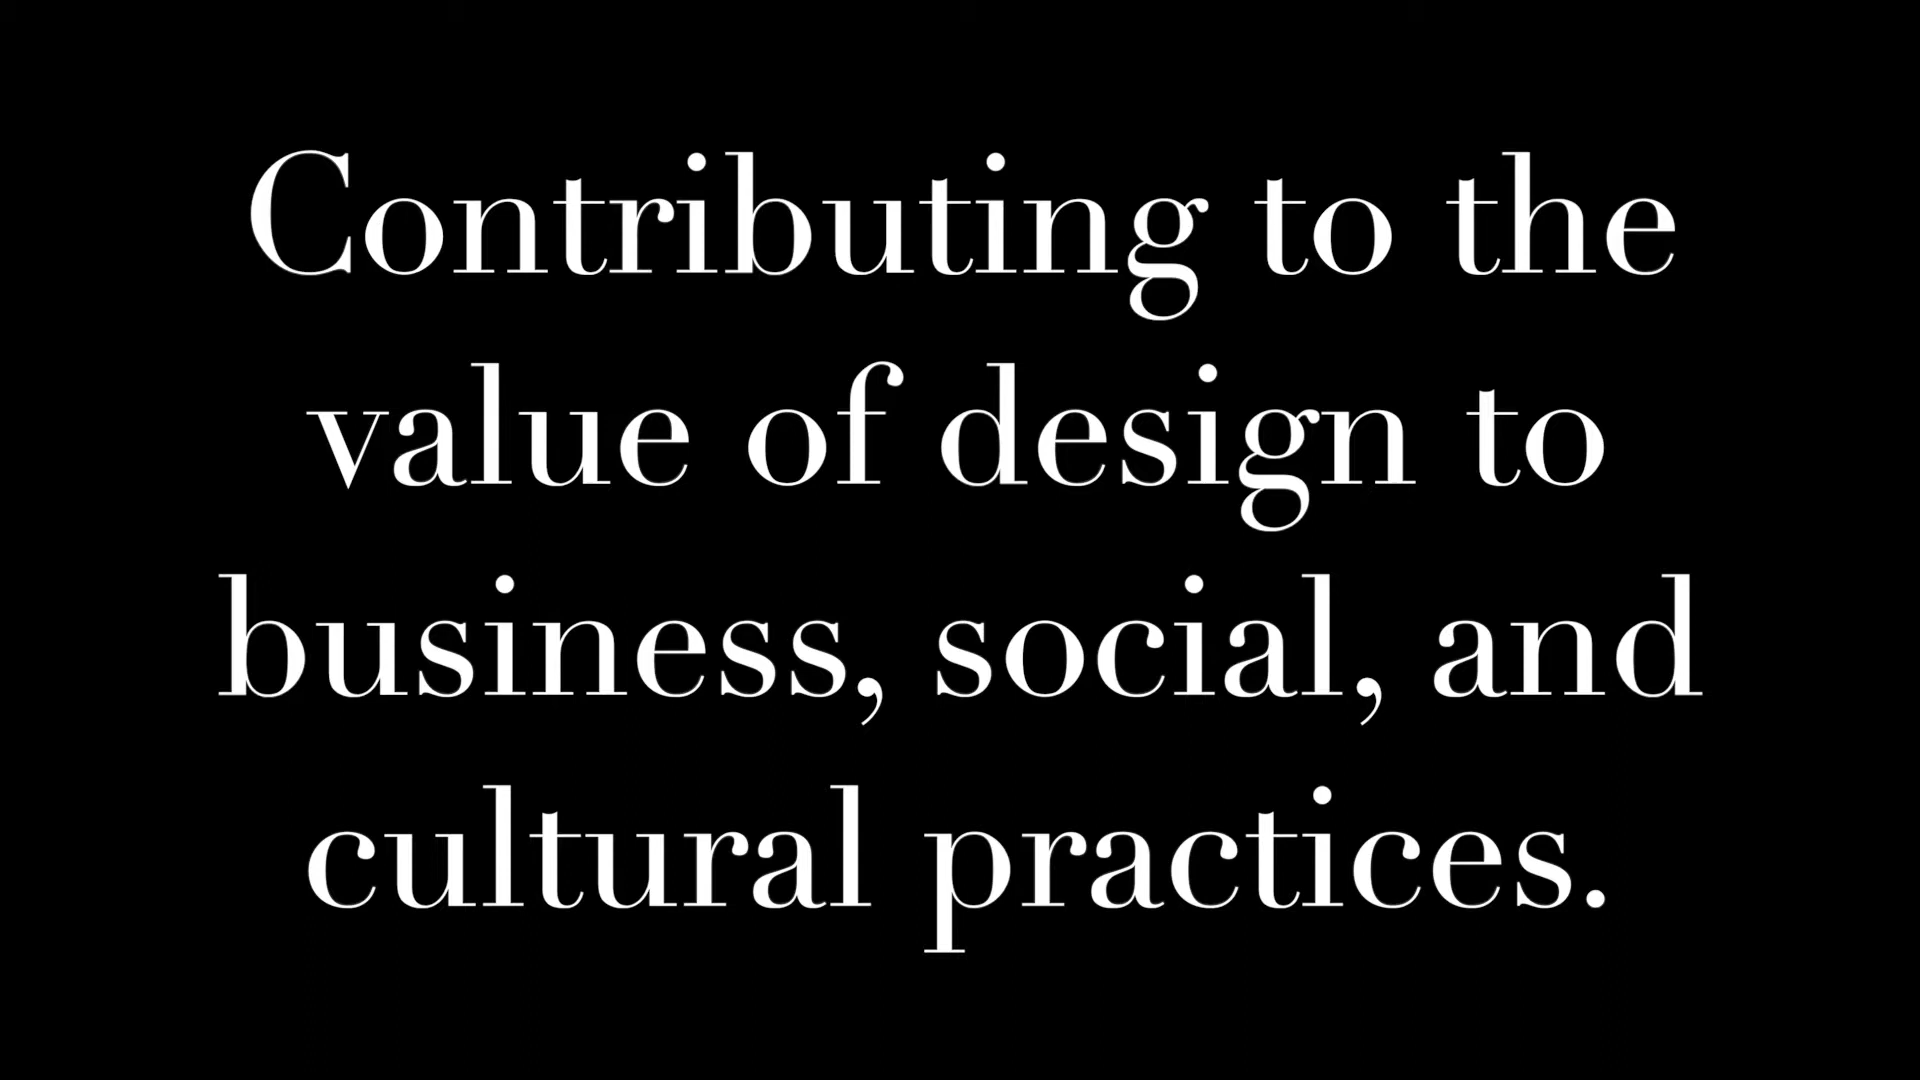 Contributing to the
value of design to
business, social, and
cultural practices.